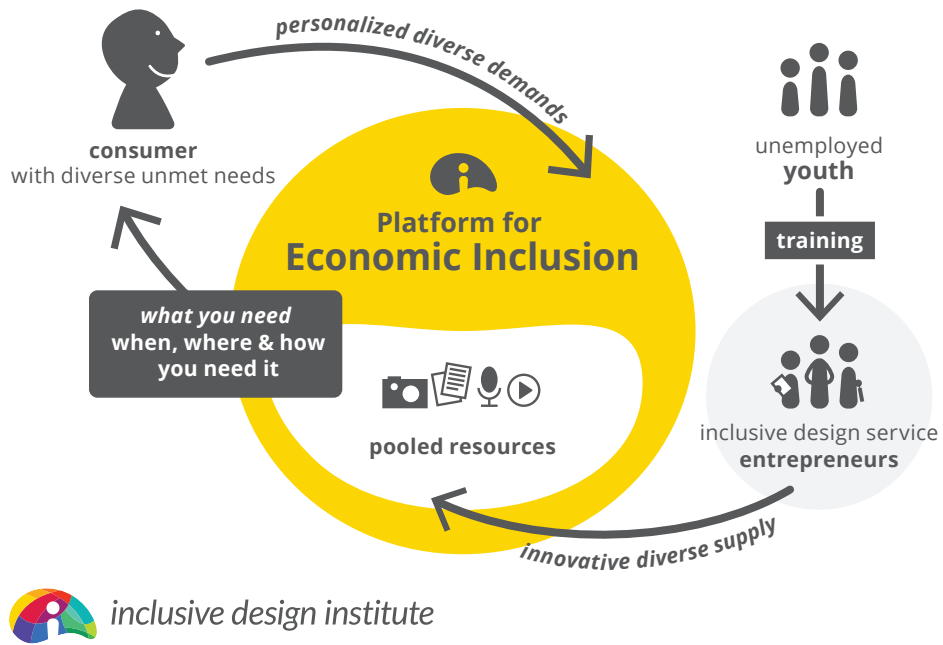 personalized diverse demands
consumer
with diverse unmet needs
unemployed
youth
training
Platform for
Economic Inclusion
what you need
when, where & how
you need it
pooled resources
inclusive design service
entrepreneurs
innovative diverse supply
inclusive design institute